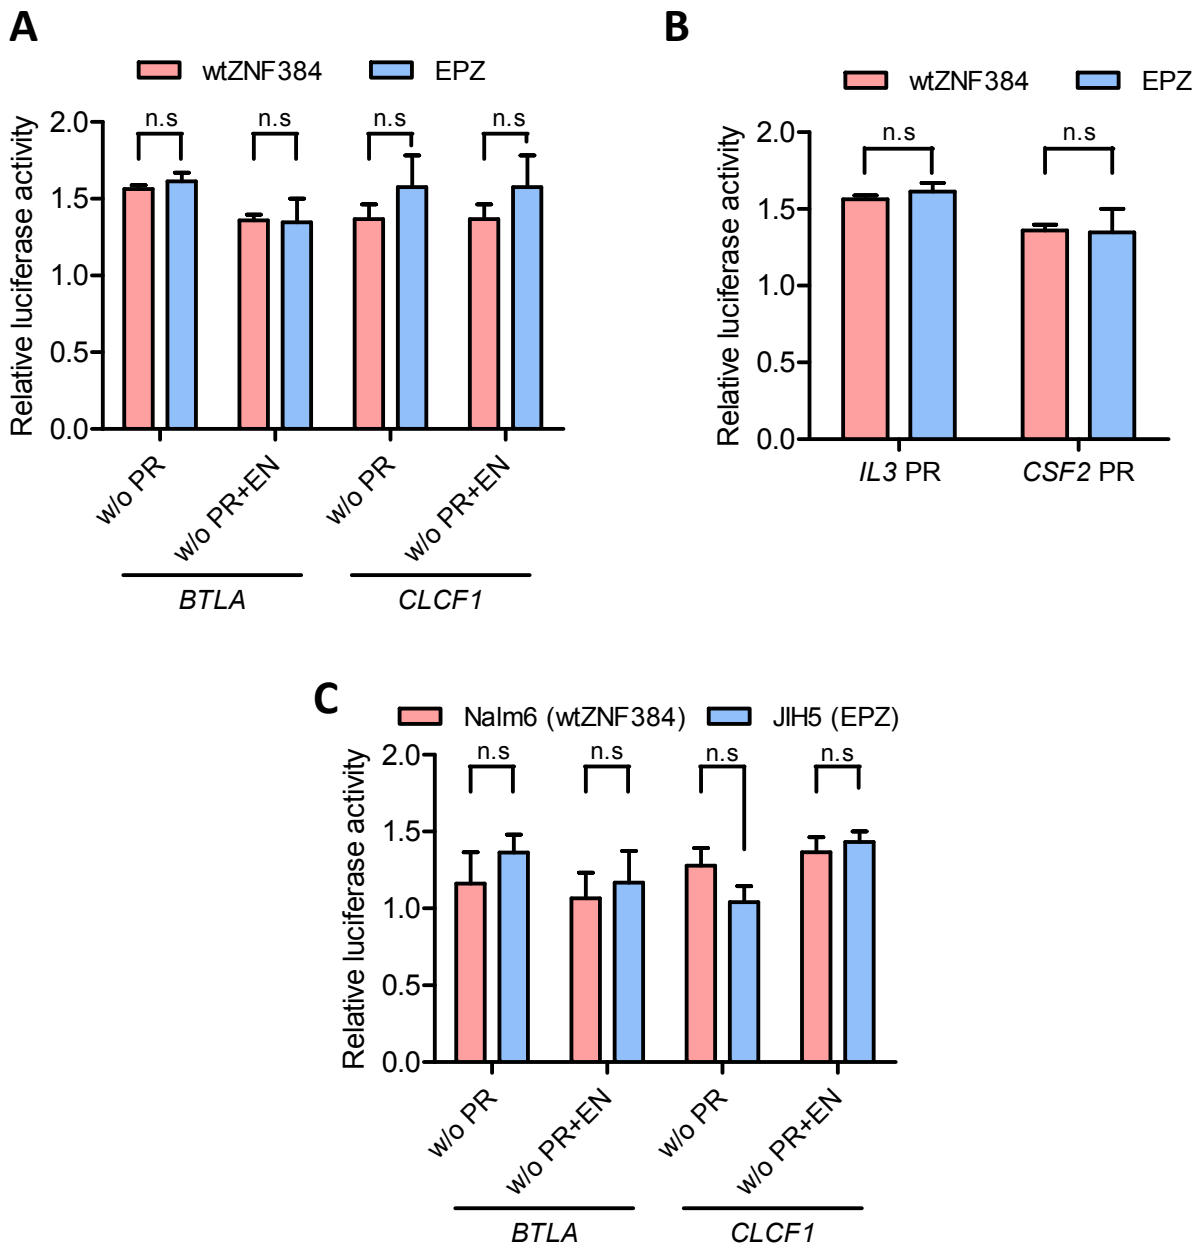 A
wtZNF384 EPZ
Relative luciferase activity
2.0
1.5
1.0
0.5
0.0
n.s n.s n.s n.s
w/o PR w/o PR+EN w/o PR w/o PR+EN
BTLA CLCF1
B
wtZNF384 EPZ
Relative luciferase activity
2.0
1.5
1.0
0.5
0.0
n.s n.s
IL3 PR CSF2 PR
C
Nalm6 (wtZNF384) JIH5 (EPZ)
Relative luciferase activity
2.0
1.5
1.0
0.5
0.0
n.s n.s n.s n.s
w/o PR w/o PR+EN w/o PR w/o PR+EN
BTLA CLCF1